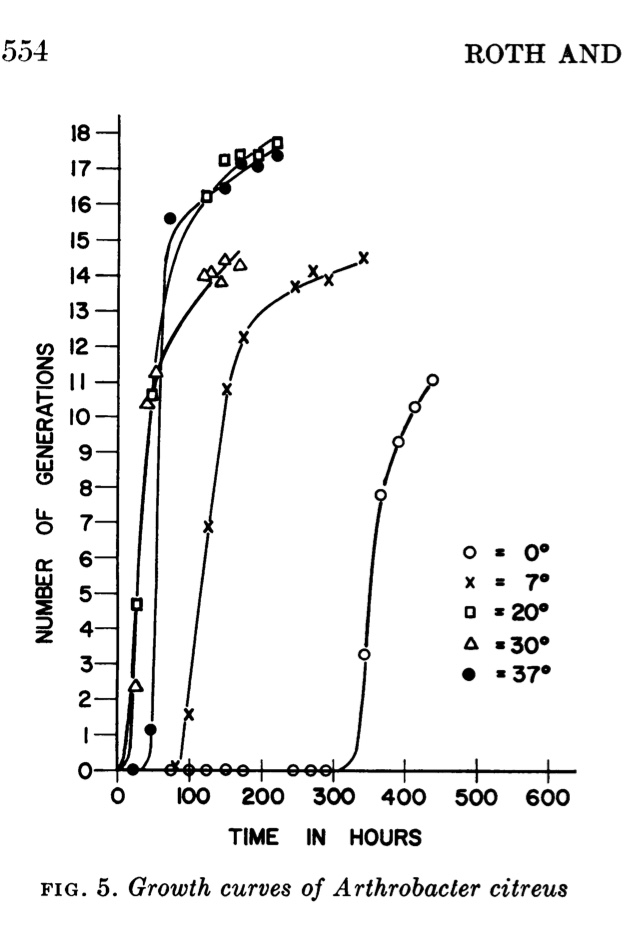 554 ROTH AND
18
17
16
15
14
13
12
11
10
9
8
7
6
5
4
3
2
1
0
NUMBER OF GENERATIONS
○ = 0°
x = 7°
□ = 20°
△ = 30°
● = 37°
0 100 200 300 400 500 600
TIME IN HOURS
FIG. 5. Growth curves of Arthrobacter citreus